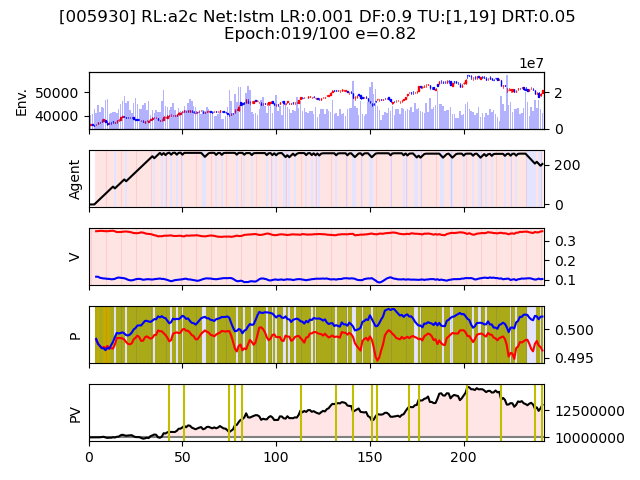 [005930] RL:a2c Net:lstm LR:0.001 DF:0.9 TU:[1,19] DRT:0.05
Epoch:019/100 e=0.82
1e7
Env.
50000
40000
2
0
Agent
200
0
V
0.3
0.2
0.1
P
0.500
0.495
PV
12500000
10000000
0
50
100
150
200